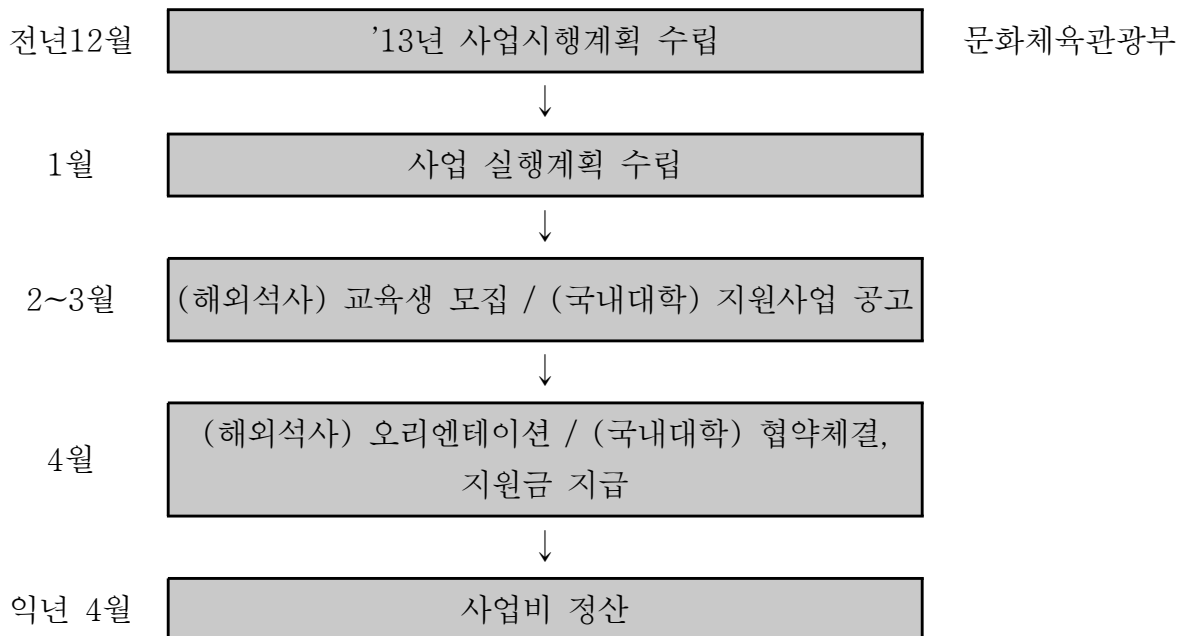 전년12월 ’13년 사업시행계획 수립 문화체육관광부
↓
1월 사업 실행계획 수립
↓
2~3월 (해외석사) 교육생 모집 / (국내대학) 지원사업 공고
↓
4월 (해외석사) 오리엔테이션 / (국내대학) 협약체결,
지원금 지급
↓
익년 4월 사업비 정산